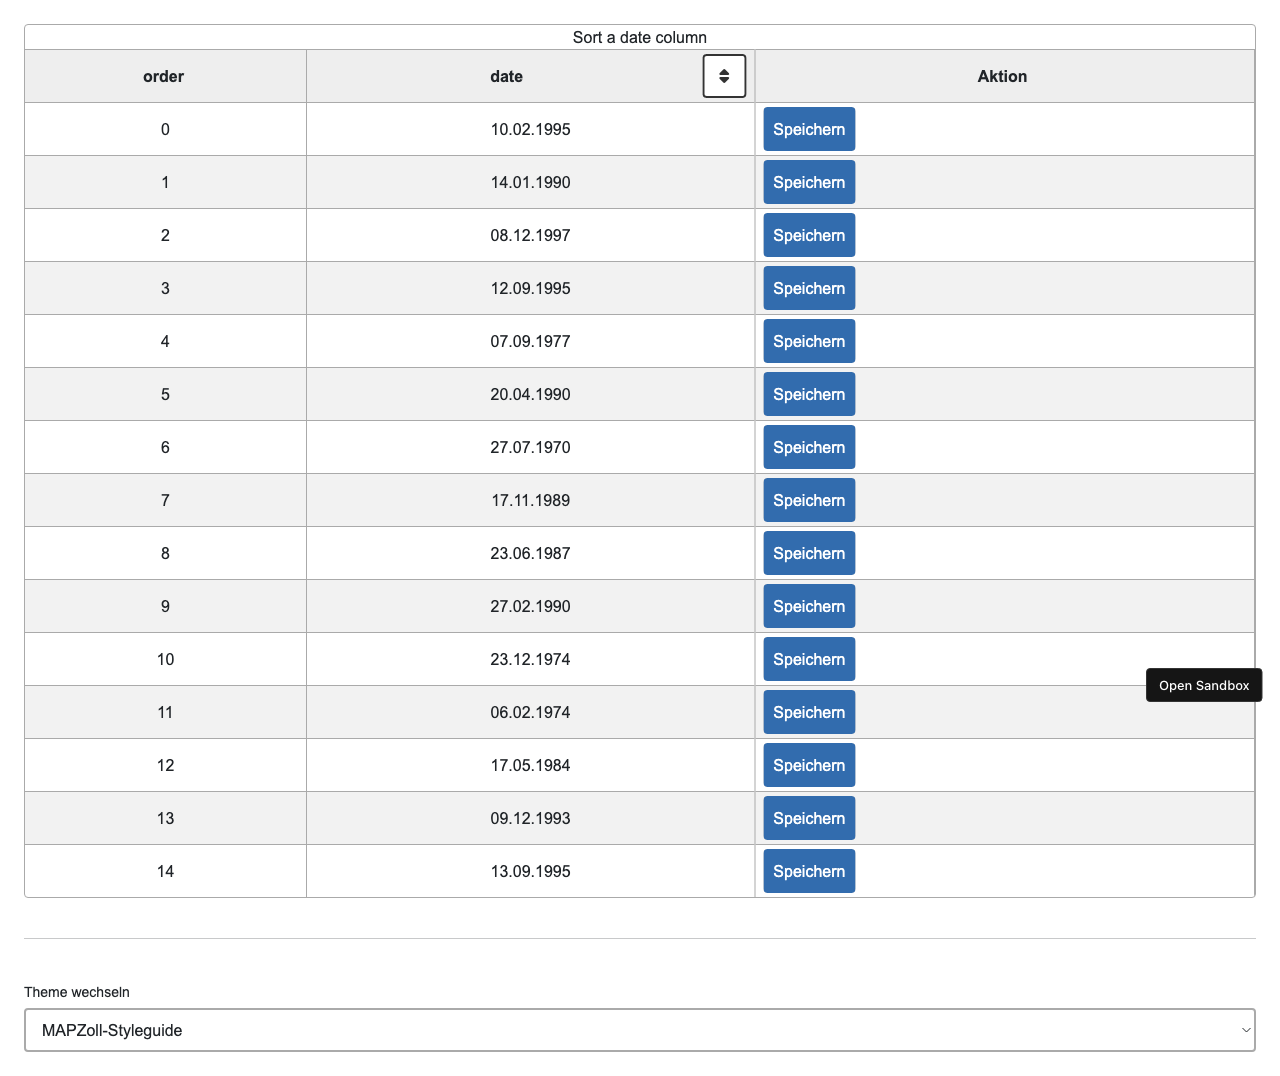 Sort a date column
order date Aktion
0 10.02.1995 Speichern
1 14.01.1990 Speichern
2 08.12.1997 Speichern
3 12.09.1995 Speichern
4 07.09.1977 Speichern
5 20.04.1990 Speichern
6 27.07.1970 Speichern
7 17.11.1989 Speichern
8 23.06.1987 Speichern
9 27.02.1990 Speichern
10 23.12.1974 Speichern
Open Sandbox
11 06.02.1974 Speichern
12 17.05.1984 Speichern
13 09.12.1993 Speichern
14 13.09.1995 Speichern
Theme wechseln
MAPZoll-Styleguide